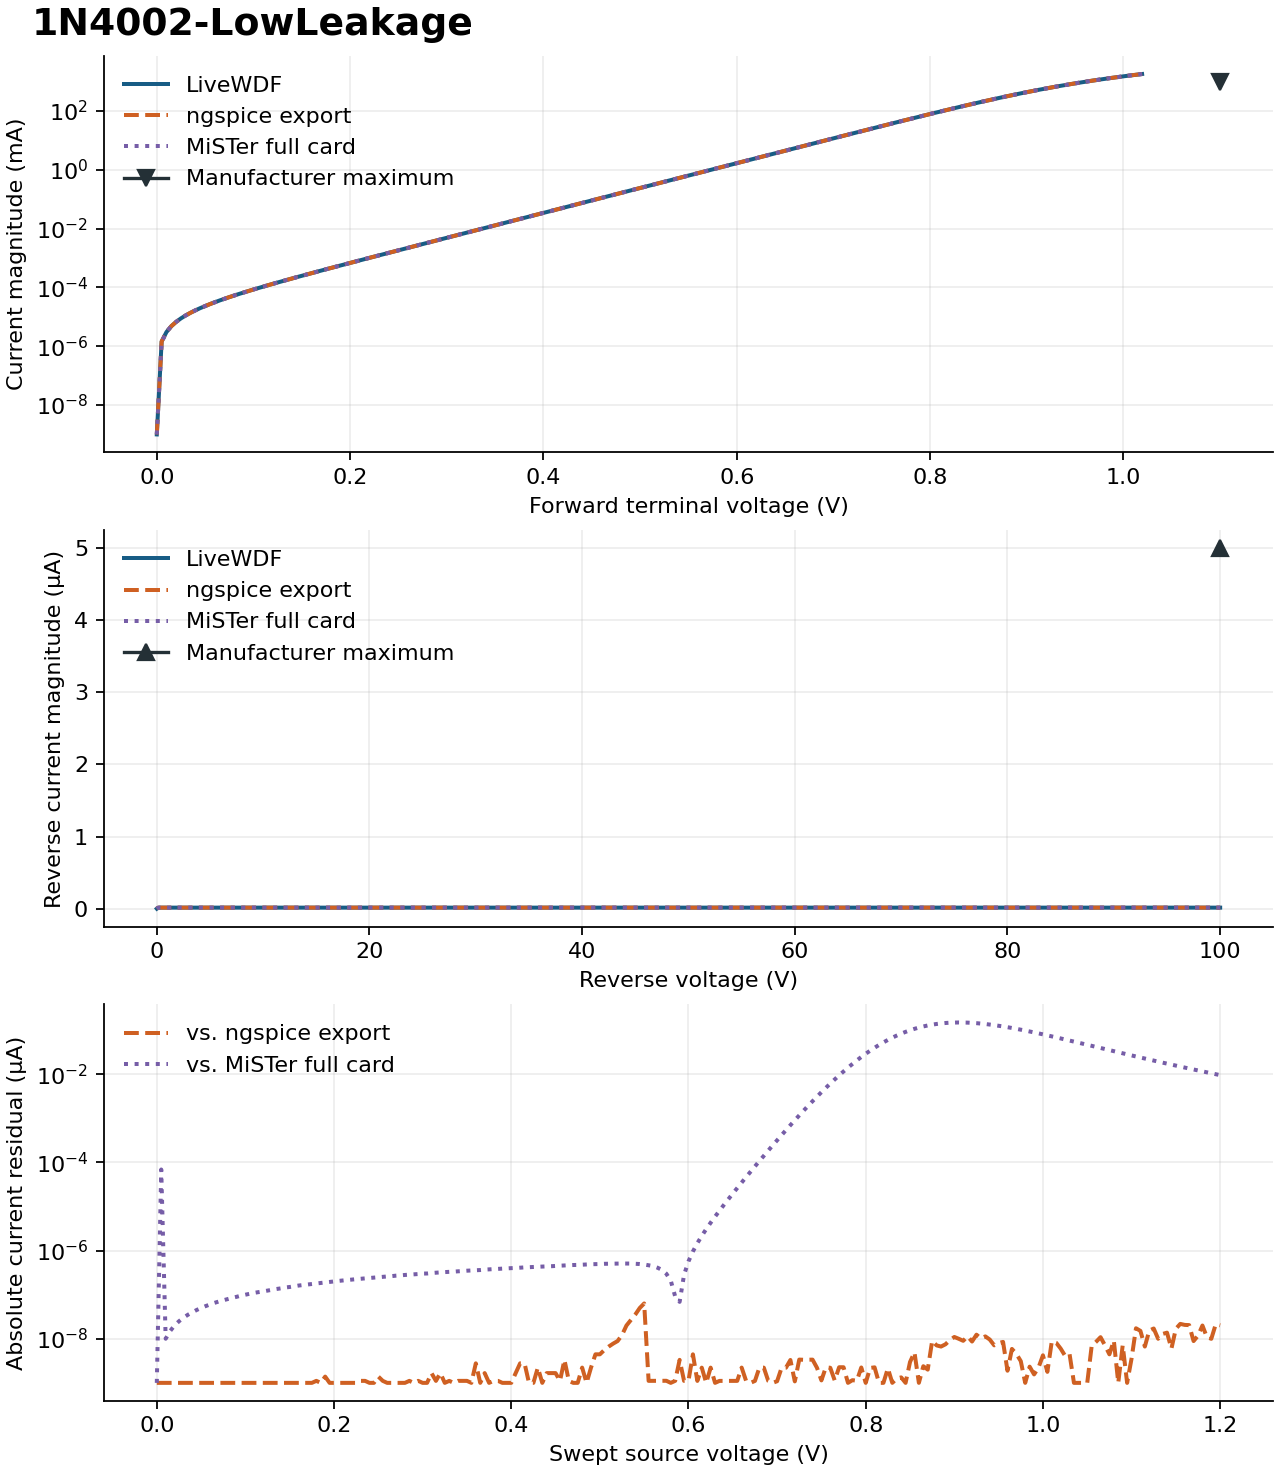 1N4002-LowLeakage
LiveWDF
ngspice export
MiSTer full card
Manufacturer maximum
Current magnitude (mA)
10²
10⁰
10⁻²
10⁻⁴
10⁻⁶
10⁻⁸
0.0 0.2 0.4 0.6 0.8 1.0
Forward terminal voltage (V)
LiveWDF
ngspice export
MiSTer full card
Manufacturer maximum
Reverse current magnitude (µA)
5
4
3
2
1
0
0 20 40 60 80 100
Reverse voltage (V)
vs. ngspice export
vs. MiSTer full card
Absolute current residual (µA)
10⁻²
10⁻⁴
10⁻⁶
10⁻⁸
0.0 0.2 0.4 0.6 0.8 1.0 1.2
Swept source voltage (V)